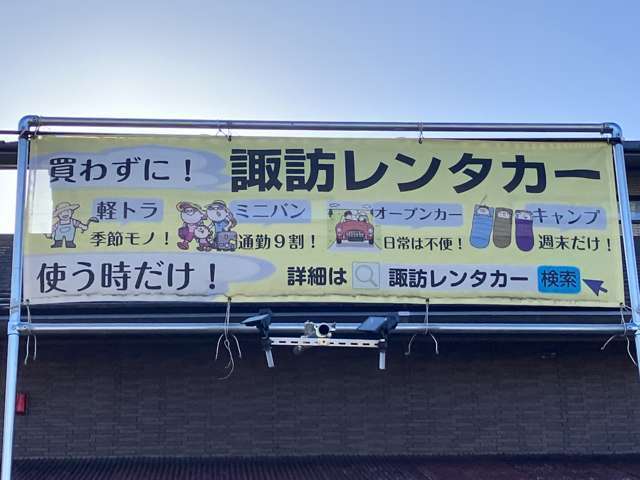 買わずに！
諏訪レンタカー
軽トラ
季節モノ！
ミニバン
通勤9割！
オープンカー
日常は不便！
キャンプ
週末だけ！
使う時だけ！
詳細は 諏訪レンタカー 検索